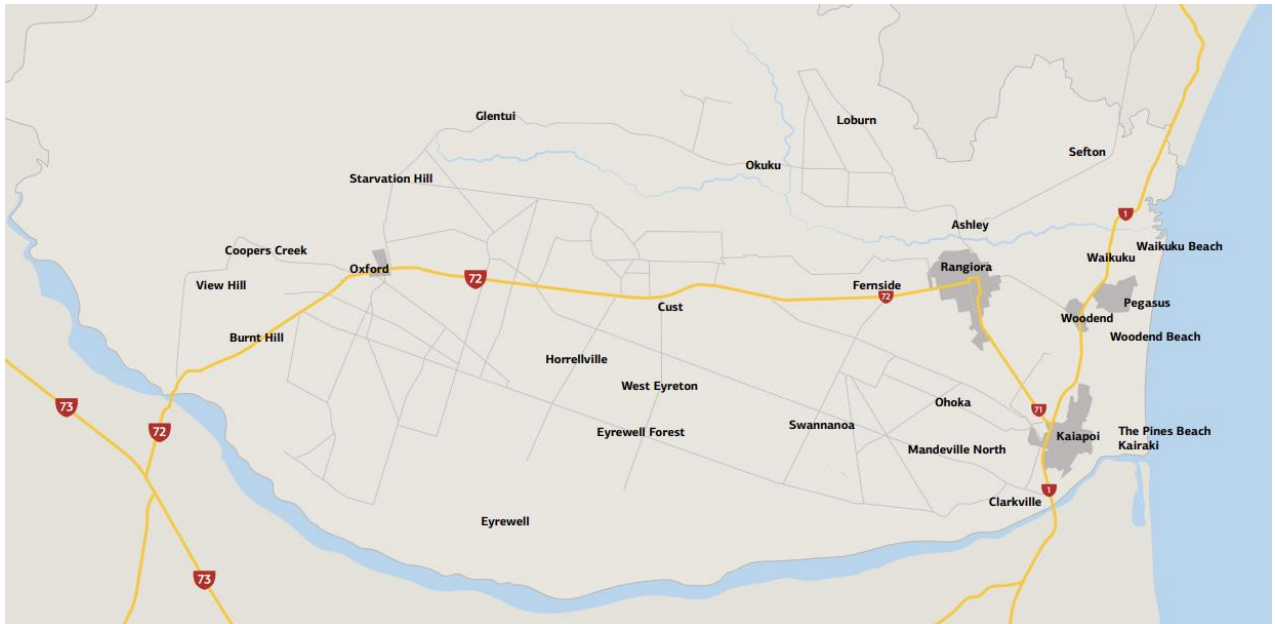 Glentui
Loburn
Sefton
Okuku
Starvation Hill
Ashley
1
Waikuku Beach
Coopers Creek
Waikuku
Oxford
Rangiora
72
View Hill
Fernside
72
Pegasus
Cust
Woodend
Burnt Hill
Woodend Beach
Horrellville
West Eyreton
73
Ohoka
71
Swannanoa
72
Eyrewell Forest
The Pines Beach
Kaiapoi
Kairaki
Mandeville North
1
Clarkville
Eyrewell
73